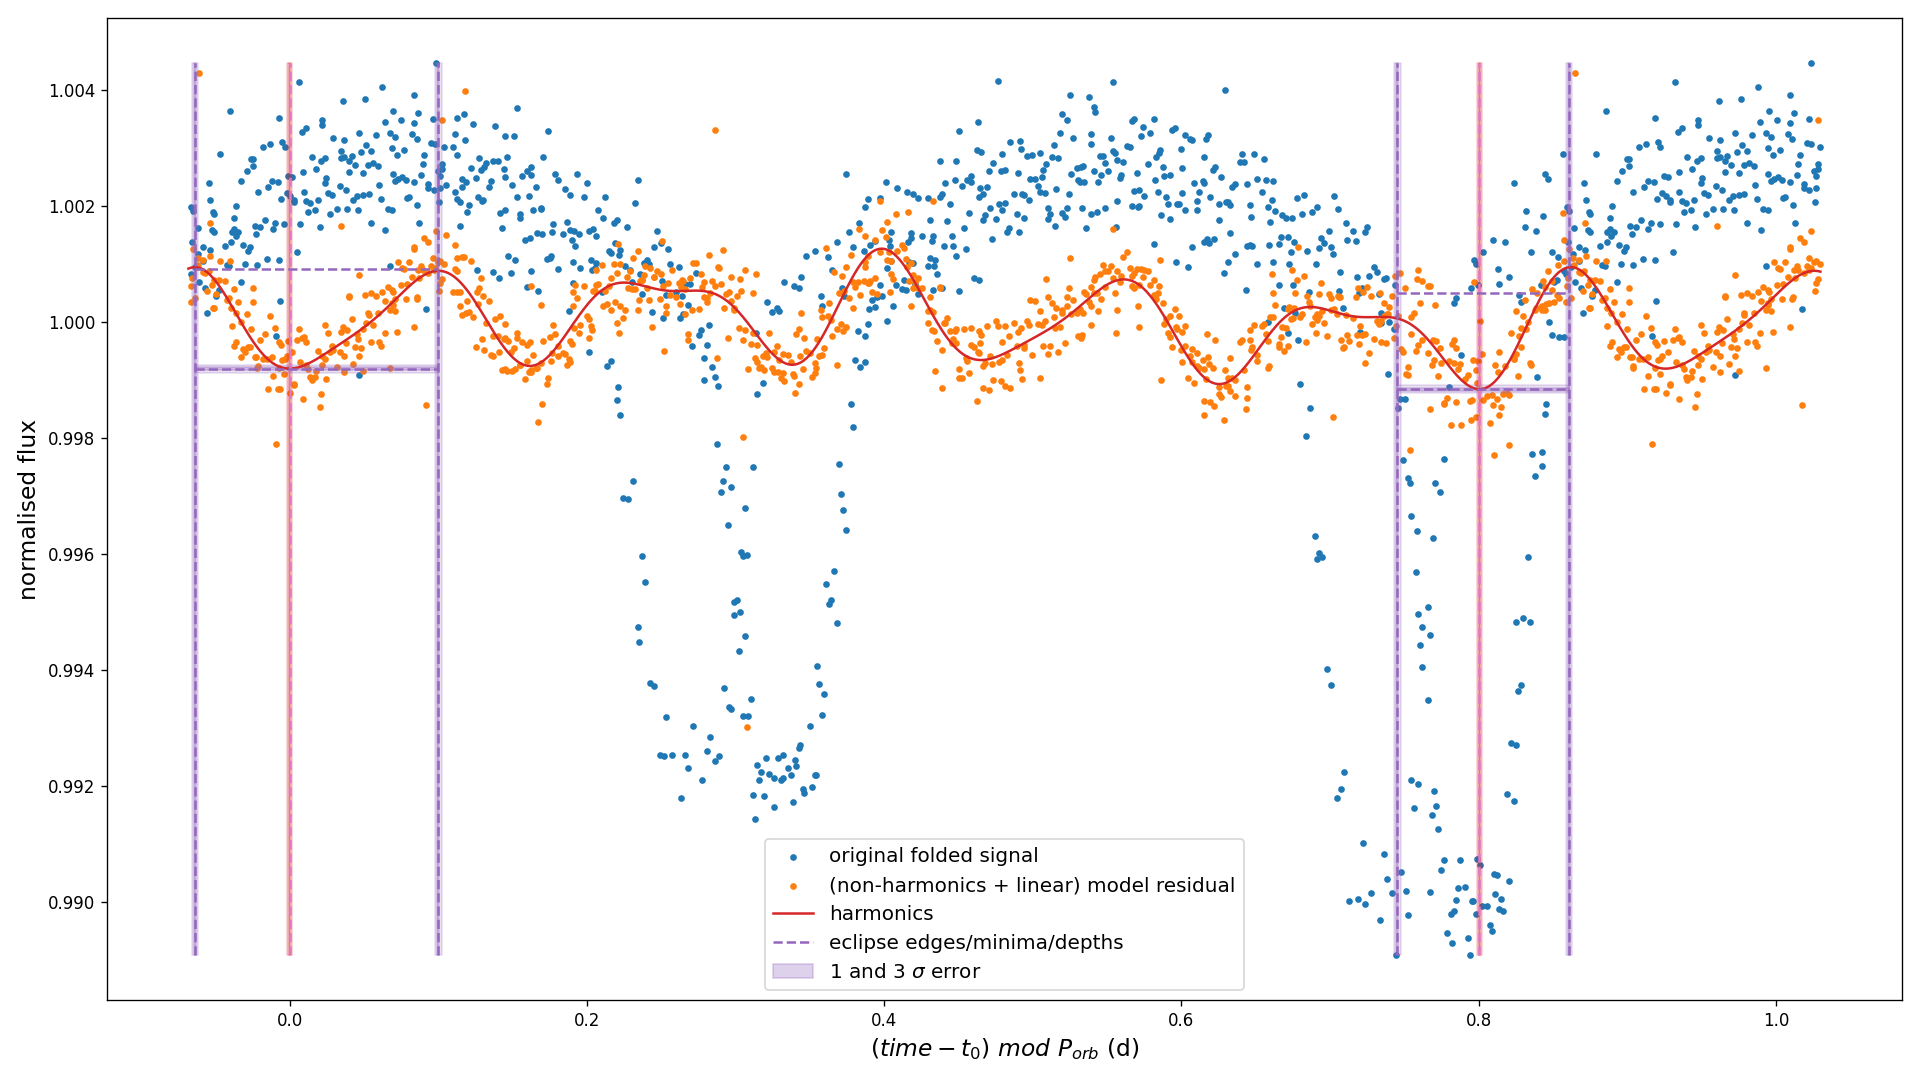 1.004
1.002
1.000
0.998
0.996
0.994
0.992
0.990
normalised flux
original folded signal
(non-harmonics + linear) model residual
harmonics
eclipse edges/minima/depths
1 and 3 σ error
0.0 0.2 0.4 0.6 0.8 1.0
(time − t₀) mod Pₒᵣb (d)